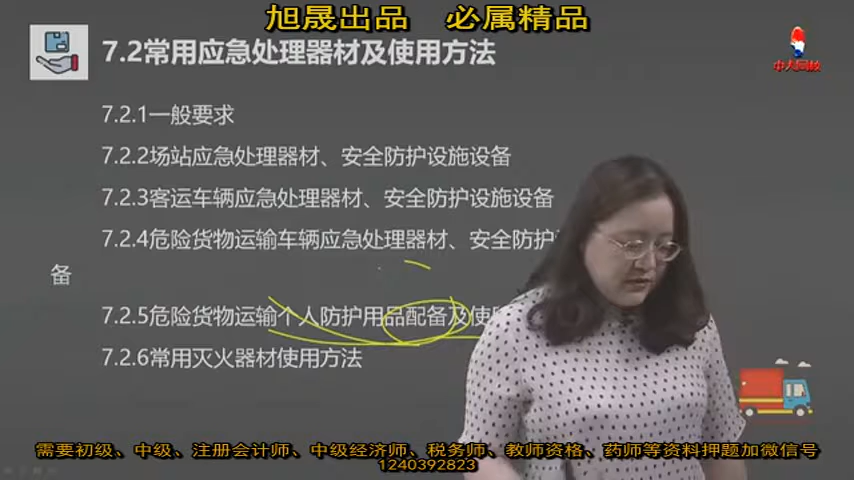 旭晟出品 必属精品
7.2常用应急处理器材及使用方法
中大网校
7.2.1一般要求
7.2.2场站应急处理器材、安全防护设施设备
7.2.3客运车辆应急处理器材、安全防护设施设备
7.2.4危险货物运输车辆应急处理器材、安全防护
备
7.2.5危险货物运输个人防护用品配备及使
7.2.6常用灭火器材使用方法
需要初级、中级、注册会计师、中级经济师、税务师、教师资格、药师等资料押题加微信号
1240392823